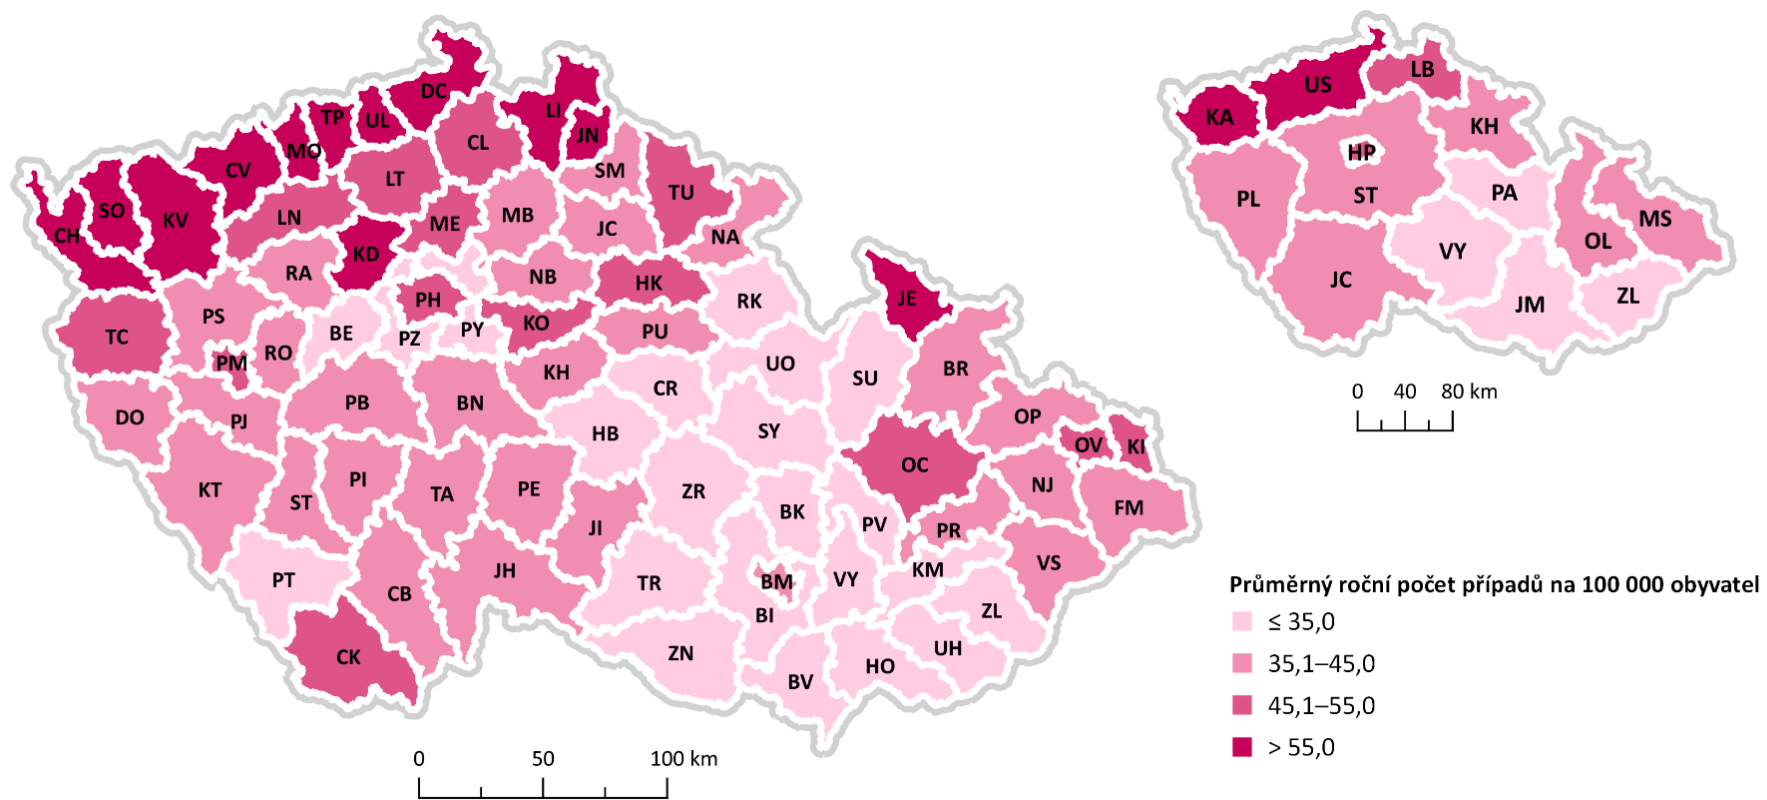 DC
LI
TP
UL
JN
MO
CL
CV
SM
LT
TU
SO
KV
LN
ME
MB
JC
CH
NA
KD
RA
NB
HK
PH
RK
JE
PS
KO
TC
BE
PZ
PY
PU
RO
PM
UO
KH
CR
SU
BR
PB
BN
DO
PJ
HB
SY
OP
OV
KI
OC
KT
ST
PI
TA
PE
ZR
NJ
JI
BK
PV
PR
FM
PT
JH
TR
BM
VY
KM
VS
CB
BI
ZL
CK
ZN
HO
UH
BV
0 50 100 km
US
LB
KA
KH
HP
PL
ST
PA
MS
OL
VY
JC
JM
ZL
0 40 80 km
Průměrný roční počet případů na 100 000 obyvatel
≤ 35,0
35,1–45,0
45,1–55,0
> 55,0